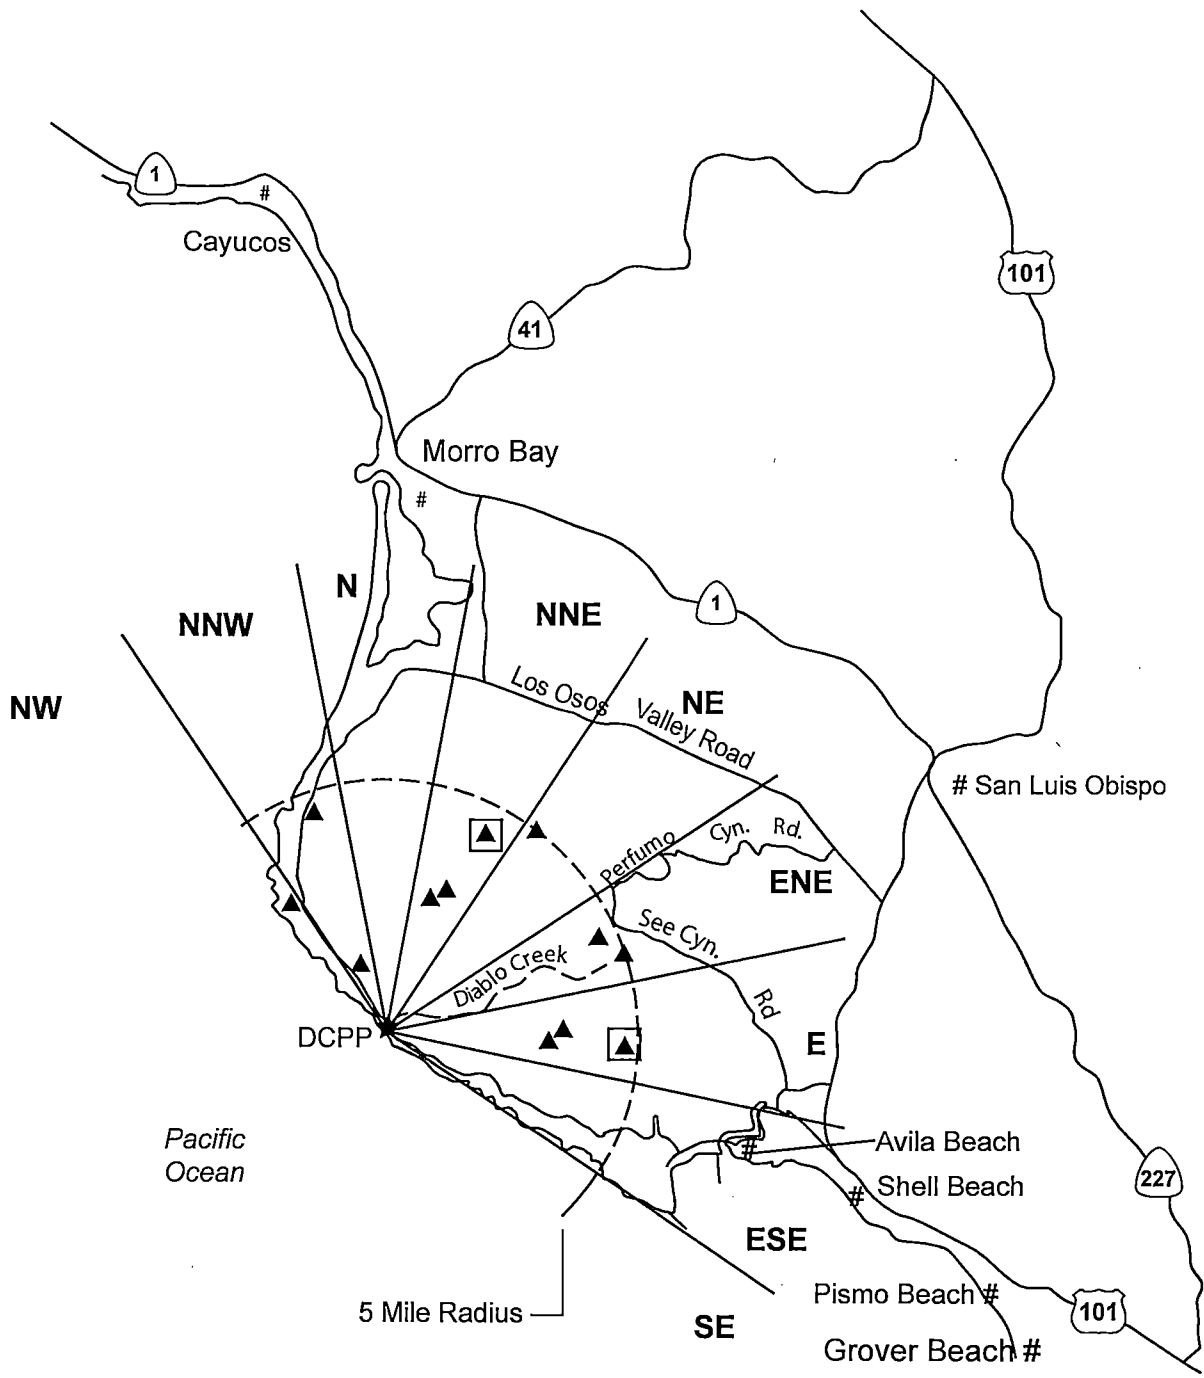 1
#
Cayucos
101
41
Morro Bay
#
N
NNW
NNE
1
NW
NE
Los Osos
Valley Road
# San Luis Obispo
Perfumo
Cyn. Rd.
ENE
See Cyn.
Rd
Diablo Creek
DCPP
E
Pacific
Ocean
#
Avila Beach
227
#
Shell Beach
ESE
Pismo Beach #
5 Mile Radius
101
SE
Grover Beach #